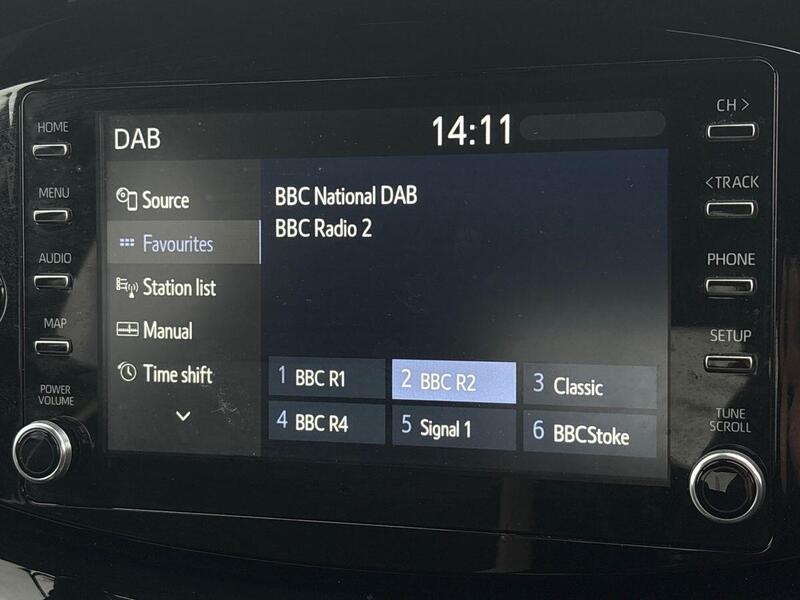 HOME
MENU
AUDIO
MAP
POWER
VOLUME
DAB
14:11
Source
Favourites
Station list
Manual
Time shift
BBC National DAB
BBC Radio 2
1 BBC R1
2 BBC R2
3 Classic
4 BBC R4
5 Signal 1
6 BBCStoke
CH >
< TRACK
PHONE
SETUP
TUNE
SCROLL